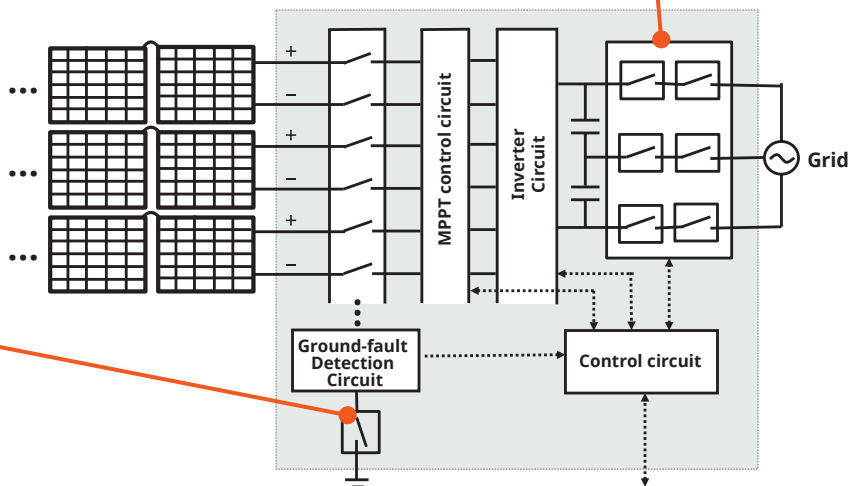 +
−
+
−
+
−
MPPT control circuit
Inverter
Circuit
Grid
Ground-fault
Detection
Circuit
Control circuit